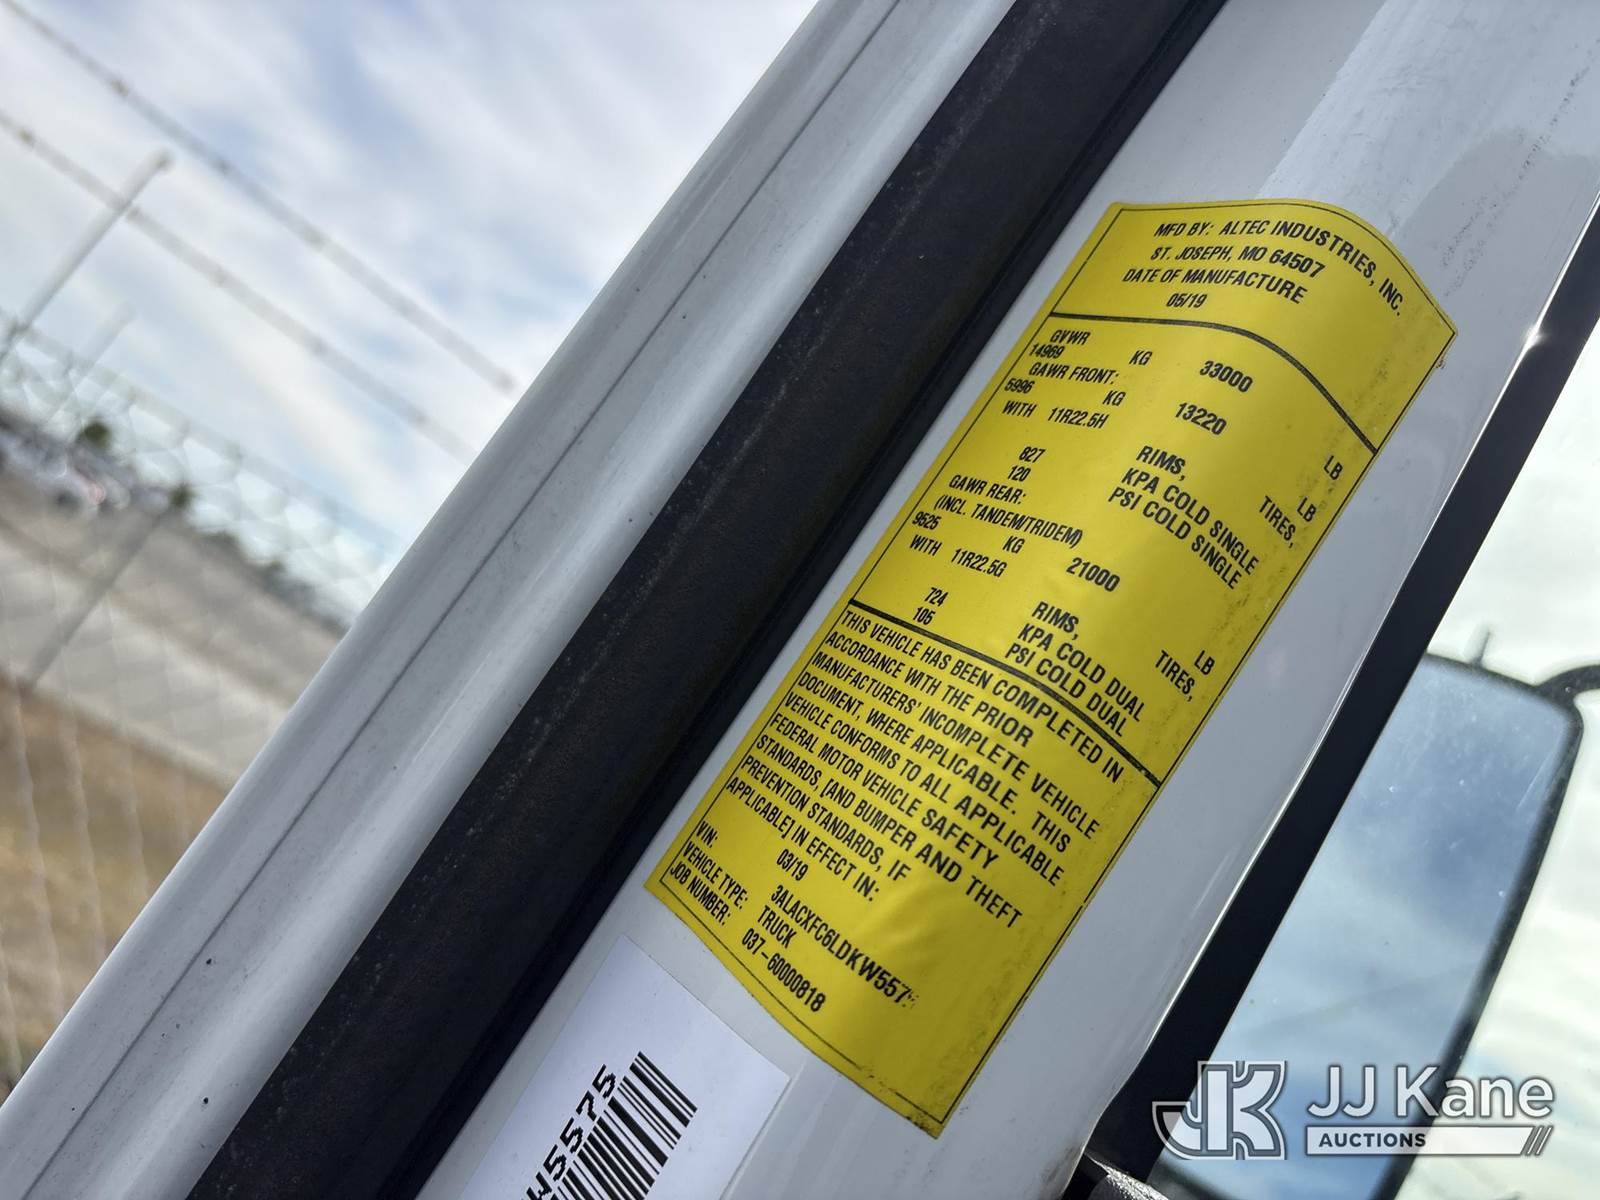 MFD BY: ALTEC INDUSTRIES, INC.
ST. JOSEPH, MO 64507
DATE OF MANUFACTURE
05/19
GVWR
14969 KG 33000 LB
GAWR FRONT:
5996 KG 13220 LB
WITH 11R22.5H TIRES,
RIMS,
827 KPA COLD SINGLE
120 PSI COLD SINGLE
GAWR REAR:
(INCL. TANDEM/TRIDEM)
9525 KG 21000 LB
WITH 11R22.5G TIRES,
RIMS,
724 KPA COLD DUAL
105 PSI COLD DUAL
THIS VEHICLE HAS BEEN COMPLETED IN
ACCORDANCE WITH THE PRIOR
MANUFACTURERS' INCOMPLETE VEHICLE
DOCUMENT, WHERE APPLICABLE. THIS
VEHICLE CONFORMS TO ALL APPLICABLE
FEDERAL MOTOR VEHICLE SAFETY
STANDARDS, [AND BUMPER AND THEFT
PREVENTION STANDARDS, IF
APPLICABLE] IN EFFECT IN:
03/19
VIN: 3ALACXFC6LDKW557
VEHICLE TYPE: TRUCK
JOB NUMBER: 037-60000818
W5575
JK JJ Kane
AUCTIONS